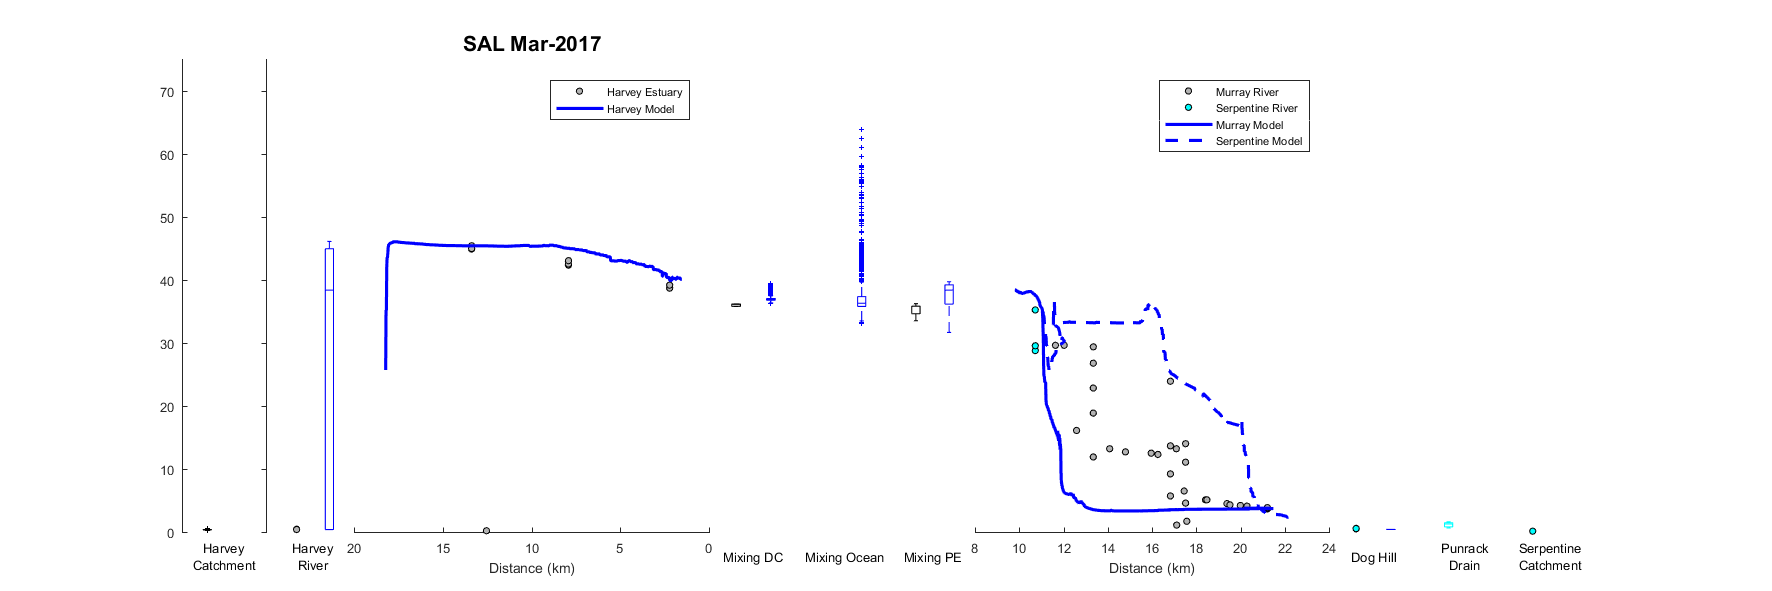 SAL Mar-2017
Harvey Estuary
Harvey Model
Murray River
Serpentine River
Murray Model
Serpentine Model
70
60
50
40
30
20
10
0
20 15 10 5 0
8 10 12 14 16 18 20 22 24
Harvey
Catchment
Harvey
River
Distance (km)
Mixing DC
Mixing Ocean
Mixing PE
Distance (km)
Dog Hill
Punrack
Drain
Serpentine
Catchment